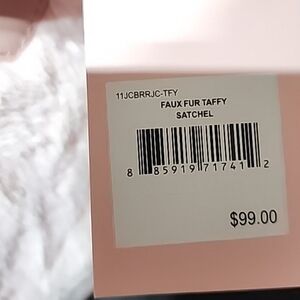 11JCBRRJC-TFY
FAUX FUR TAFFY
SATCHEL
8 85919 71741 2
$99.00